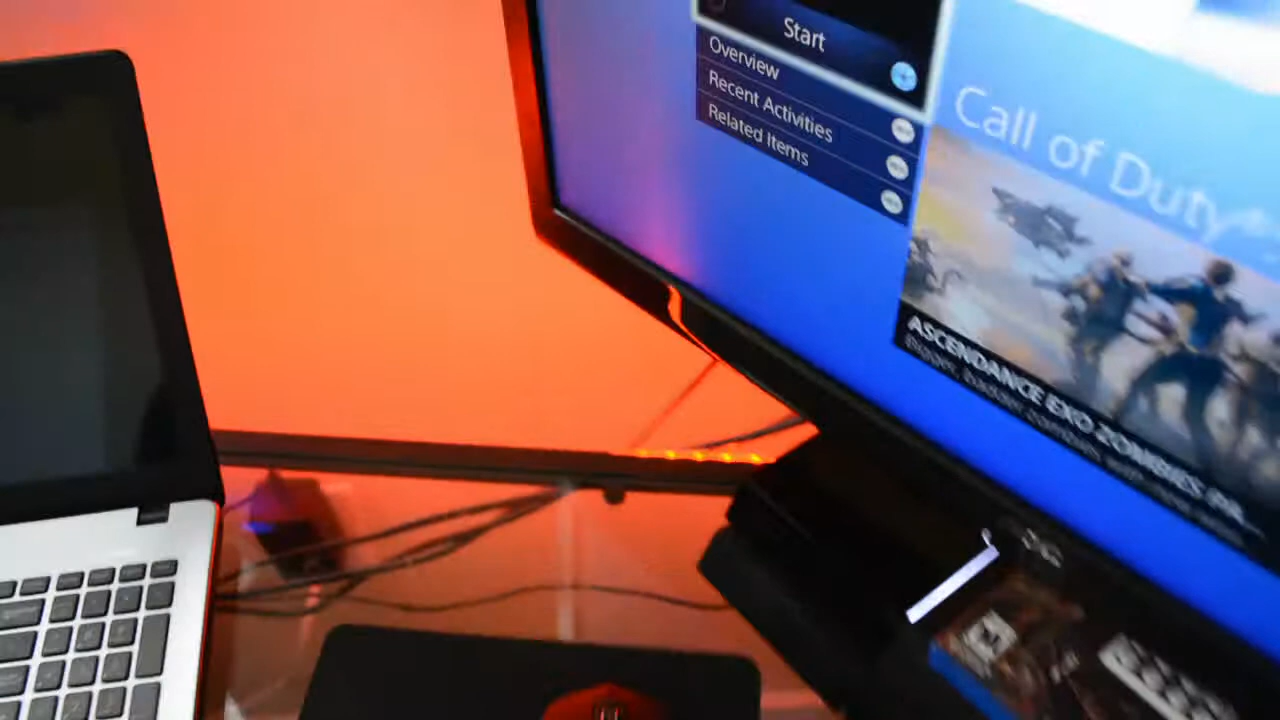 Start
Overview
Recent Activities
Related Items
Call of Duty®
ASCENDANCE EXO ZOMBIES